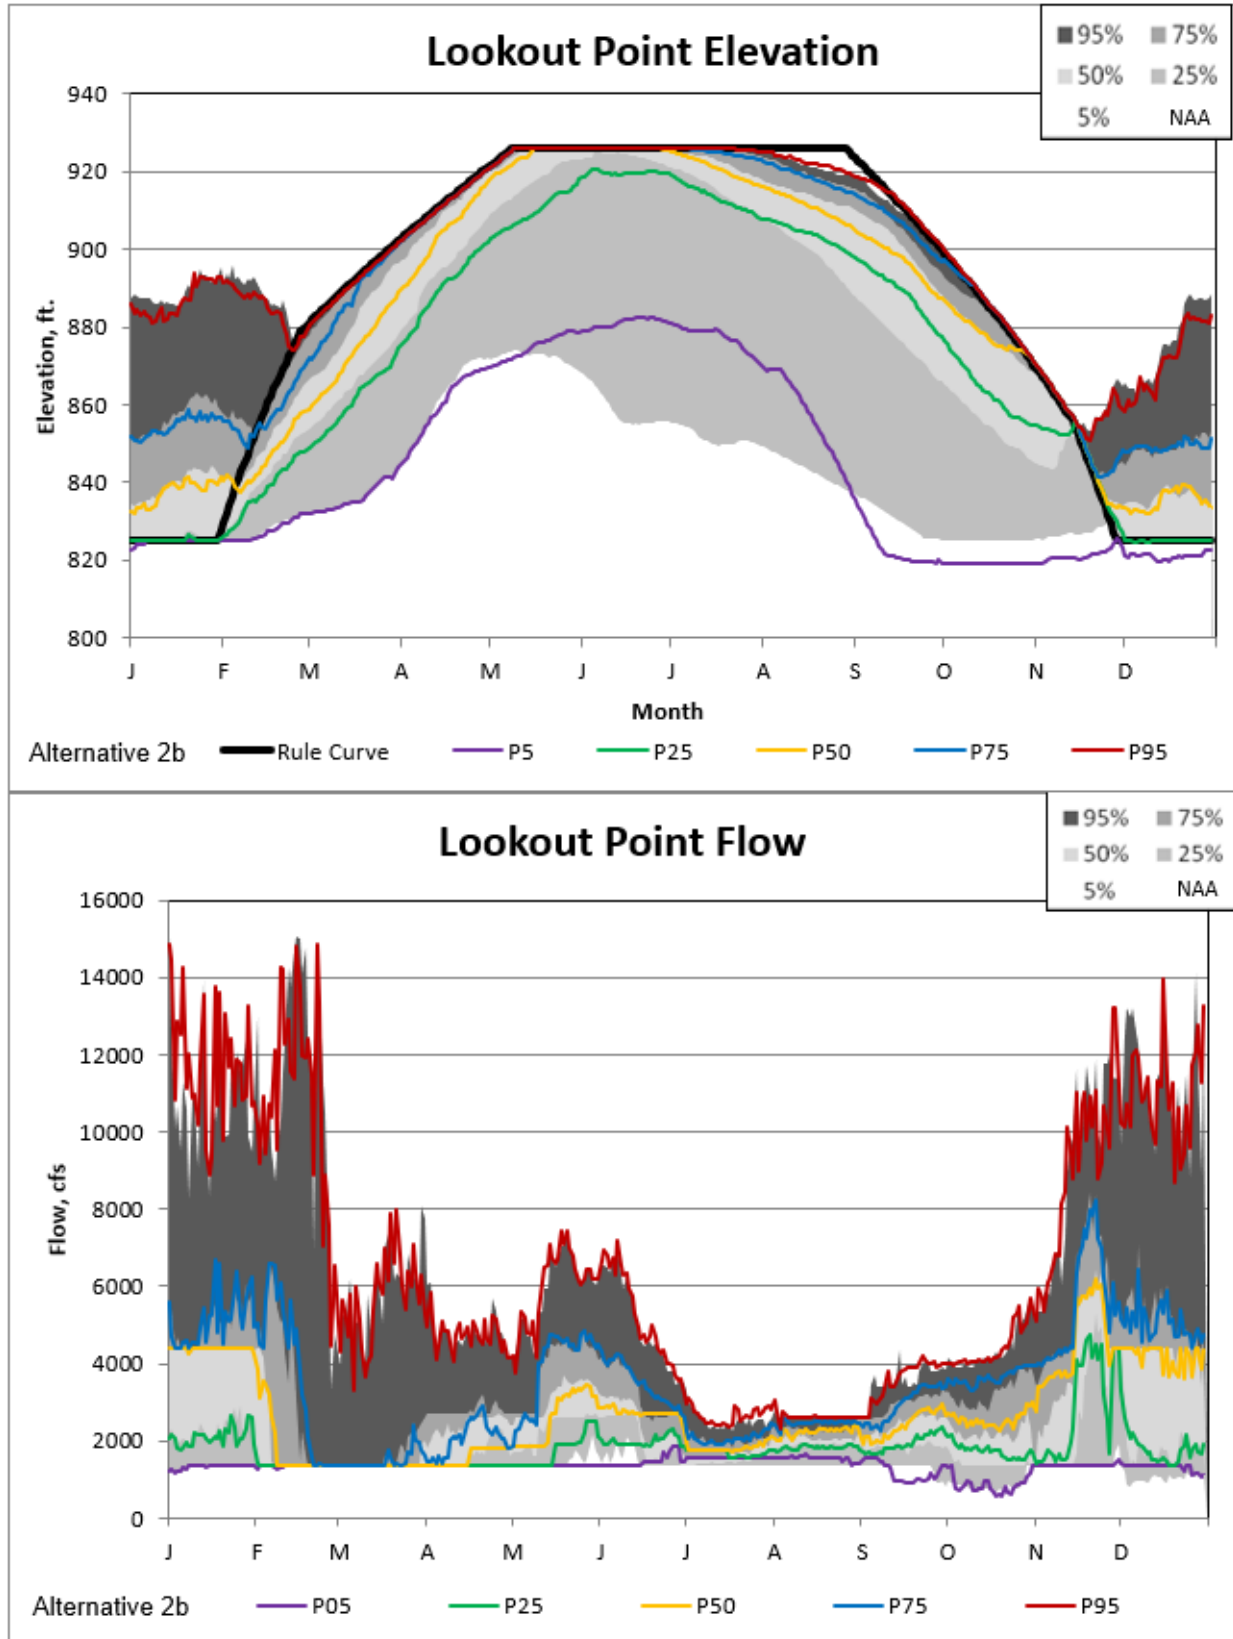 Lookout Point Elevation
95% 75%
50% 25%
5% NAA
940
920
900
880
860
840
820
800
Elevation, ft.
J F M A M J J A S O N D
Month
Alternative 2b Rule Curve P5 P25 P50 P75 P95
Lookout Point Flow
95% 75%
50% 25%
5% NAA
16000
14000
12000
10000
8000
6000
4000
2000
0
Flow, cfs
J F M A M J J A S O N D
Alternative 2b P05 P25 P50 P75 P95